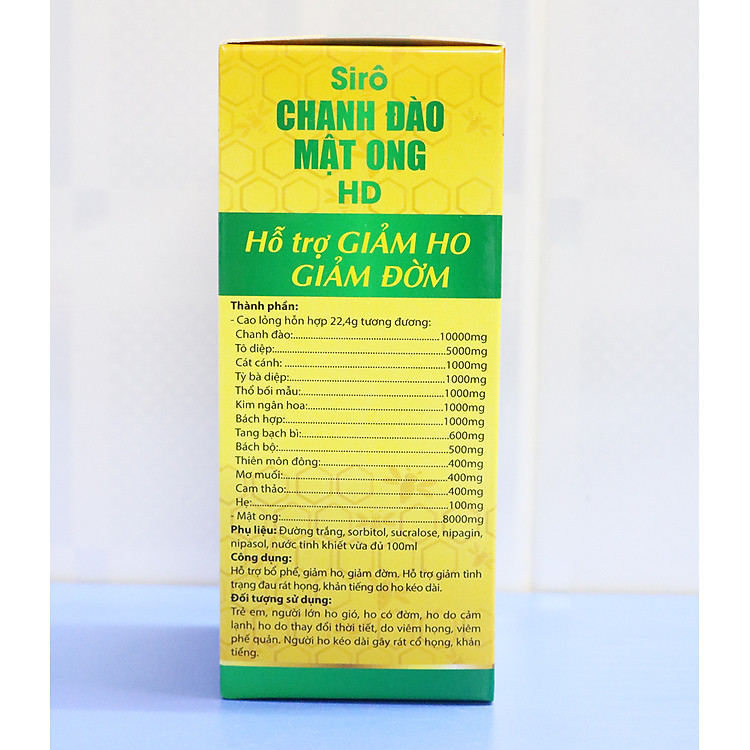 Sirô
CHANH ĐÀO
MẬT ONG
HD
Hỗ trợ GIẢM HO
GIẢM ĐỜM
Thành phần:
- Cao lỏng hỗn hợp 22,4g tương đương:
Chanh đào:..........10000mg
Tô diệp:..........5000mg
Cát cánh: ..........1000mg
Tỳ bà diệp:..........1000mg
Thổ bối mẫu:..........1000mg
Kim ngân hoa:..........1000mg
Bách hợp:..........1000mg
Tang bạch bì:..........600mg
Bách bộ:..........500mg
Thiên môn đông:..........400mg
Mơ muối:..........400mg
Cam thảo:..........400mg
Hẹ:..........100mg
- Mật ong:..........8000mg
Phụ liệu: Đường trắng, sorbitol, sucralose, nipagin,
nipasol, nước tinh khiết vừa đủ 100ml
Công dụng:
Hỗ trợ bổ phế, giảm ho, giảm đờm. Hỗ trợ giảm tình
trạng đau rát họng, khản tiếng do ho kéo dài.
Đối tượng sử dụng:
Trẻ em, người lớn ho gió, ho có đờm, ho do cảm
lạnh, ho do thay đổi thời tiết, do viêm họng, viêm
phế quản. Người ho kéo dài gây rát cổ họng, khản
tiếng.